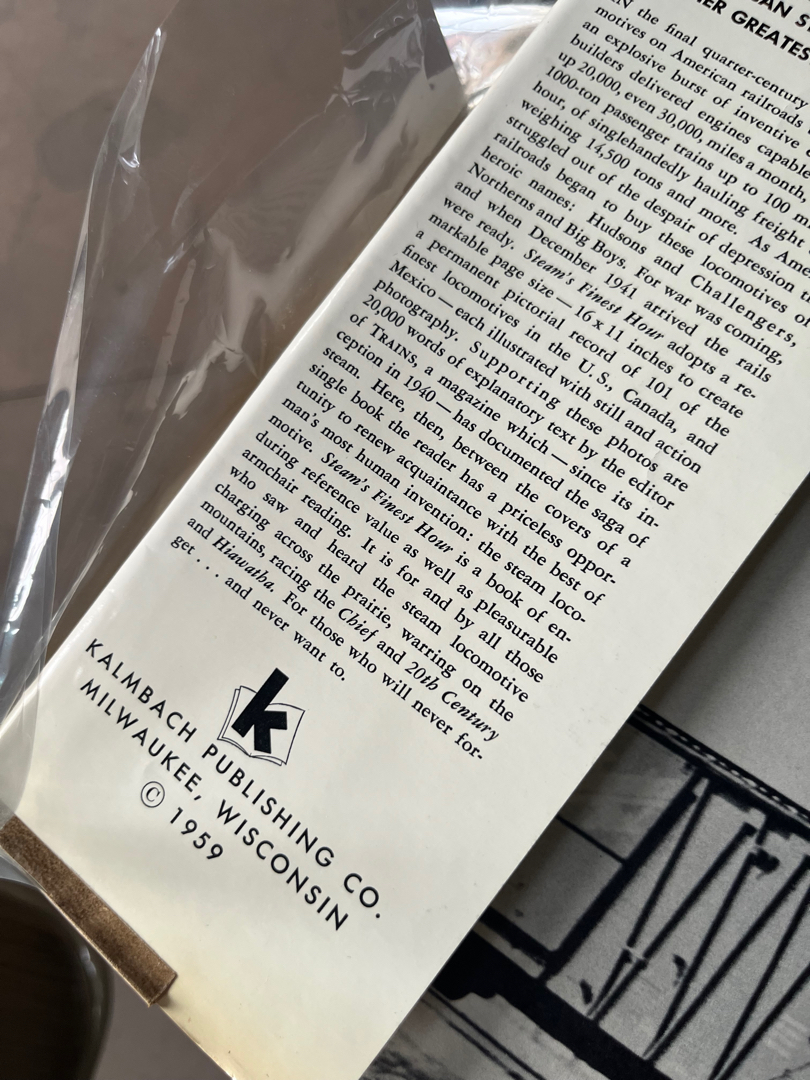 AN S
ER GREATES
IN the final quarter-century
motives on American railroads
an explosive burst of inventive
builders delivered engines capable
up 20,000, even 30,000, miles a month,
1000-ton passenger trains up to 100 m
hour, of singlehandedly hauling freight
weighing 14,500 tons and more. As Ame
struggled out of the despair of depression th
railroads began to buy these locomotives of
heroic names: Hudsons and Challengers,
Northerns and Big Boys. For war was coming,
and when December 1941 arrived the rails
were ready. Steam's Finest Hour adopts a re-
markable page size — 16 x 11 inches to create
a permanent pictorial record of 101 of the
finest locomotives in the U.S., Canada, and
Mexico — each illustrated with still and action
photography. Supporting these photos are
20,000 words of explanatory text by the editor
of TRAINS, a magazine which — since its in-
ception in 1940 — has documented the saga of
steam. Here, then, between the covers of a
single book the reader has a priceless oppor-
tunity to renew acquaintance with the best of
man's most human invention: the steam loco-
motive. Steam's Finest Hour is a book of en-
during reference value as well as pleasurable
armchair reading. It is for and by all those
who saw and heard the steam locomotive
charging across the prairie, warring on the
mountains, racing the Chief and 20th Century
and Hiawatha. For those who will never for-
get . . . . and never want to.
k
KALMBACH PUBLISHING CO.
MILWAUKEE, WISCONSIN
© 1959